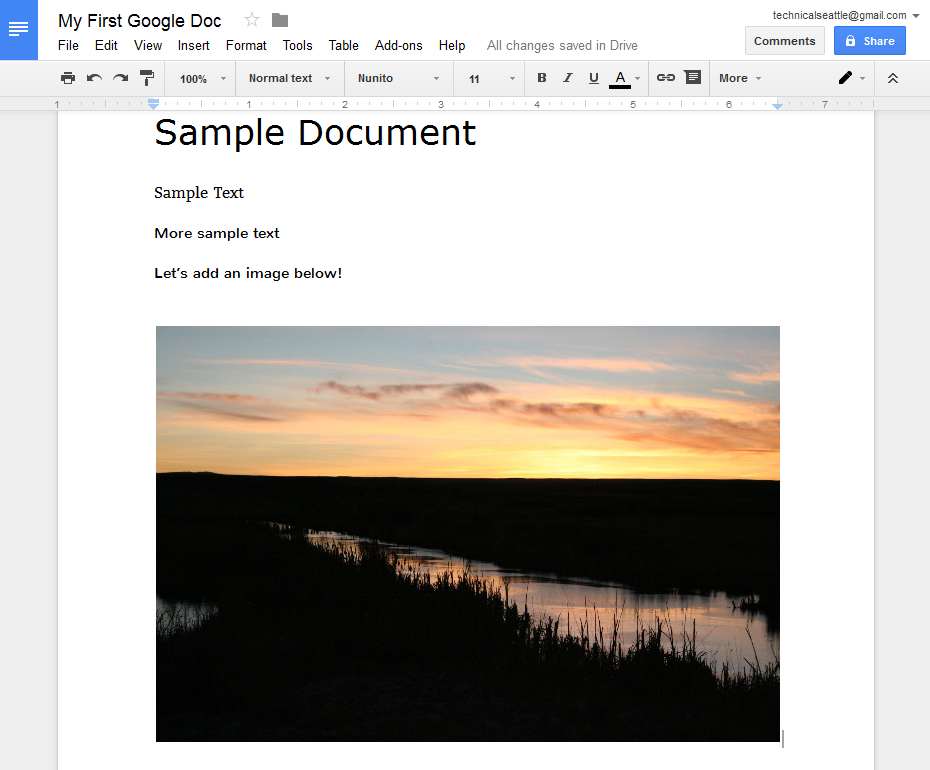 My First Google Doc
technicalseattle@gmail.com
File Edit View Insert Format Tools Table Add-ons Help All changes saved in Drive
Comments Share
100% Normal text Nunito 11 B I U A More
1 1 2 3 4 5 6 7
Sample Document
Sample Text
More sample text
Let's add an image below!